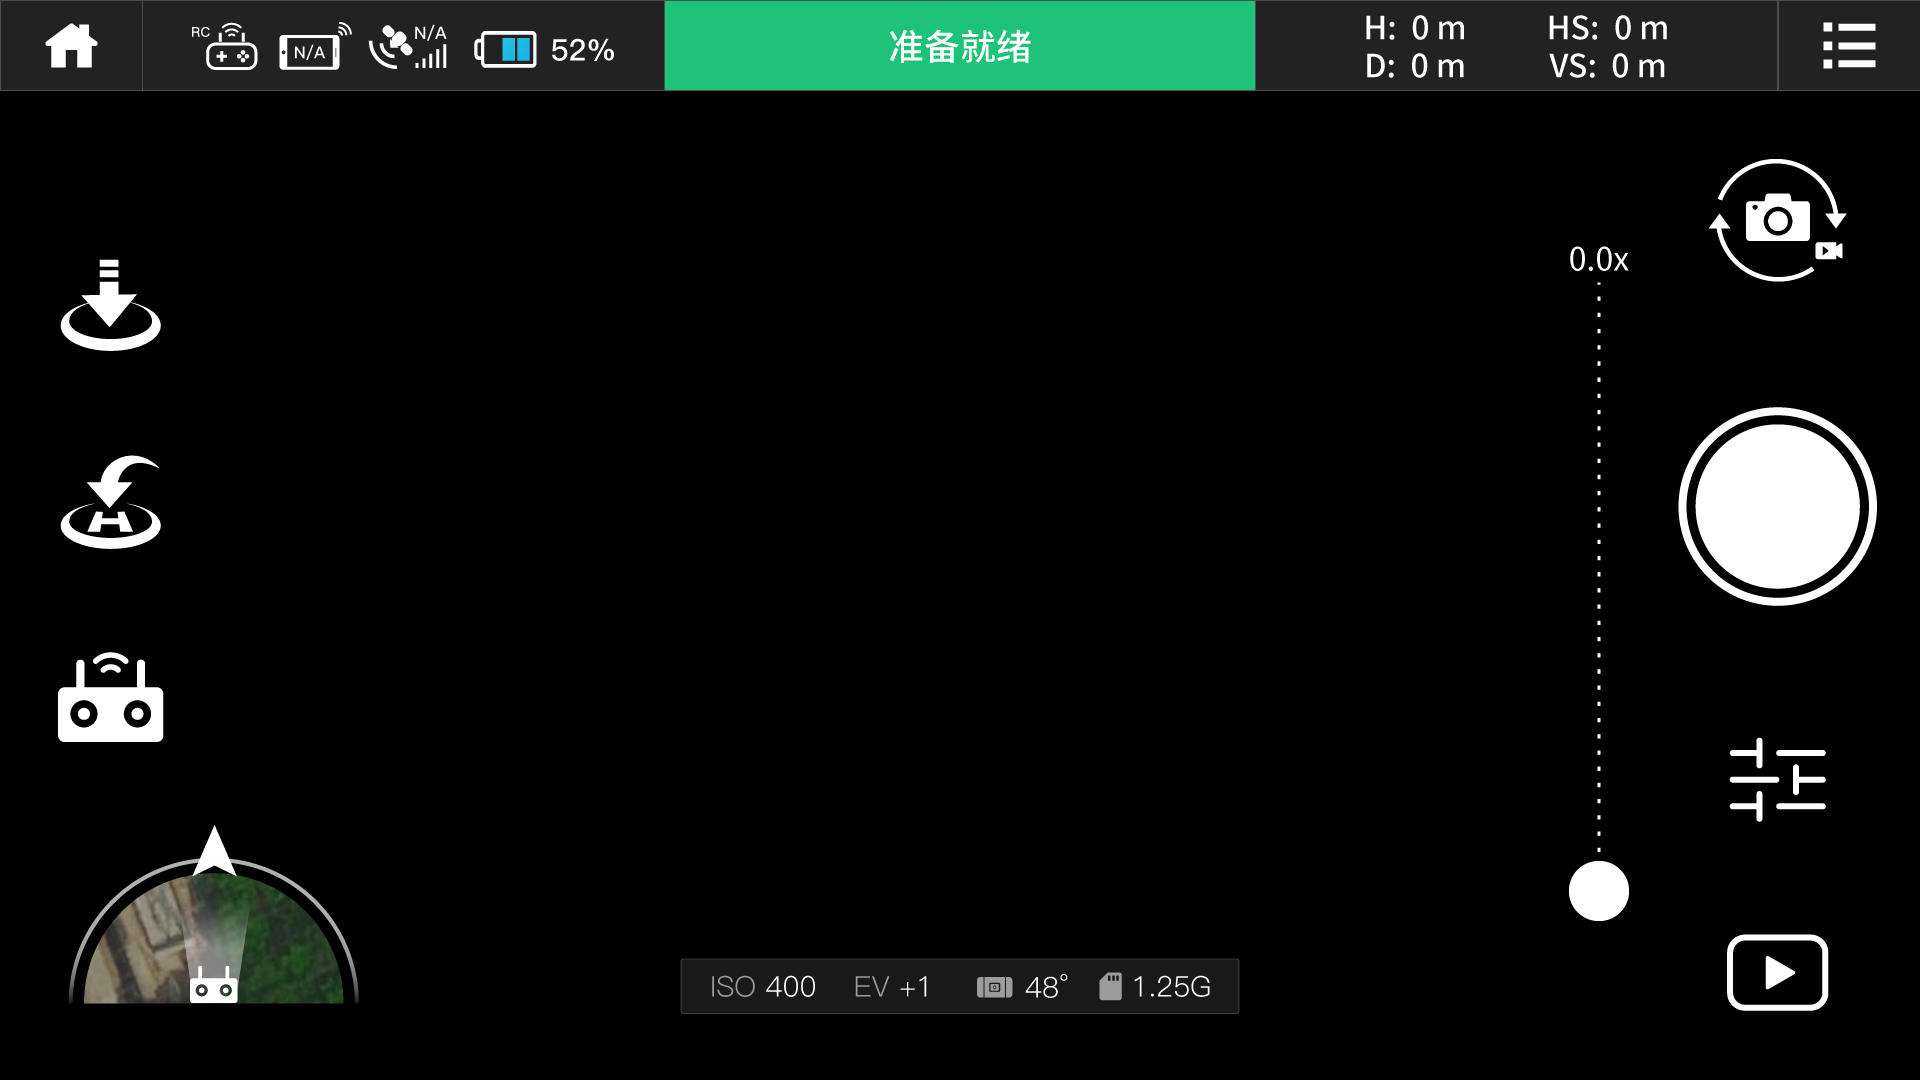 RC
N/A
N/A
52%
准备就绪
H: 0 m
HS: 0 m
D: 0 m
VS: 0 m
0.0x
ISO 400
EV +1
48°
1.25G